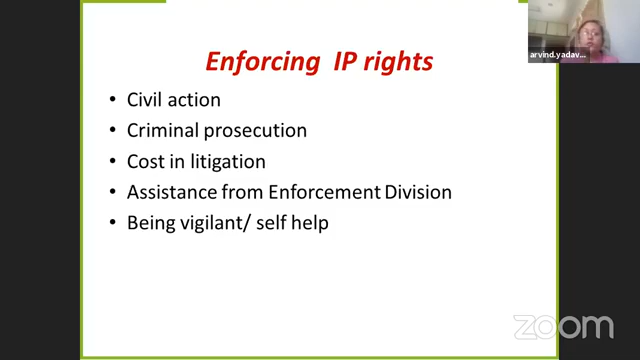 Enforcing IP rights
• Civil action
• Criminal prosecution
• Cost in litigation
• Assistance from Enforcement Division
• Being vigilant/ self help
arvind.yadav...
zoom